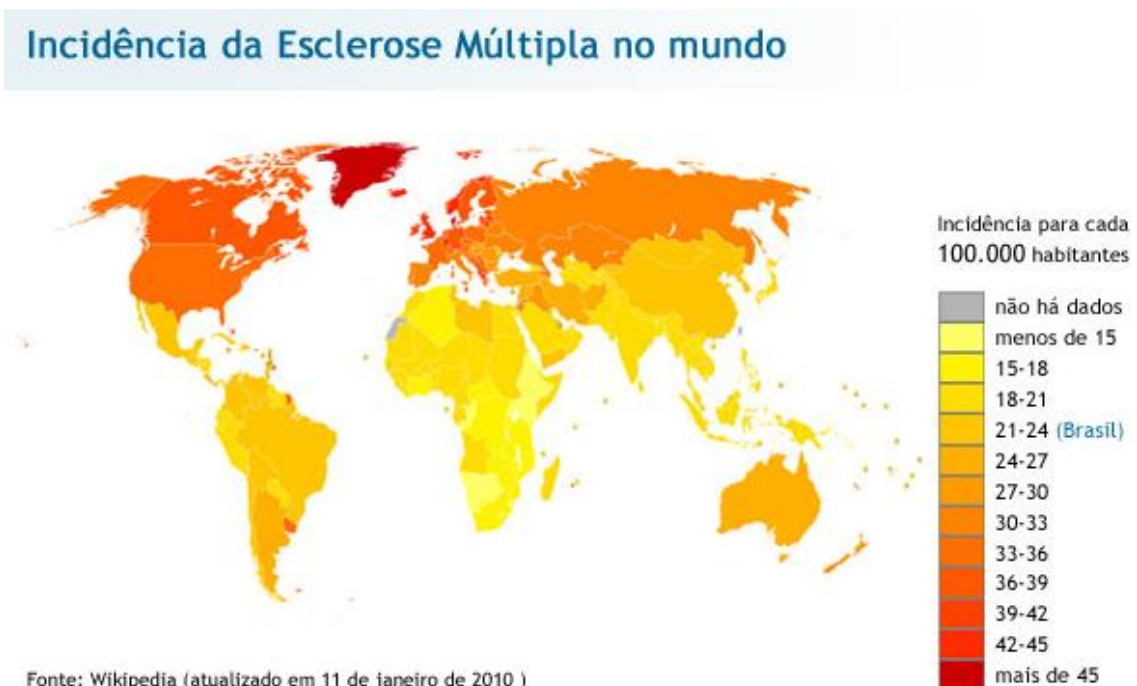 Incidência da Esclerose Múltipla no mundo
Incidência para cada
100.000 habitantes
não há dados
menos de 15
15-18
18-21
21-24 (Brasil)
24-27
27-30
30-33
33-36
36-39
39-42
42-45
mais de 45
Fonte: Wikipedia (atualizado em 11 de janeiro de 2010 )